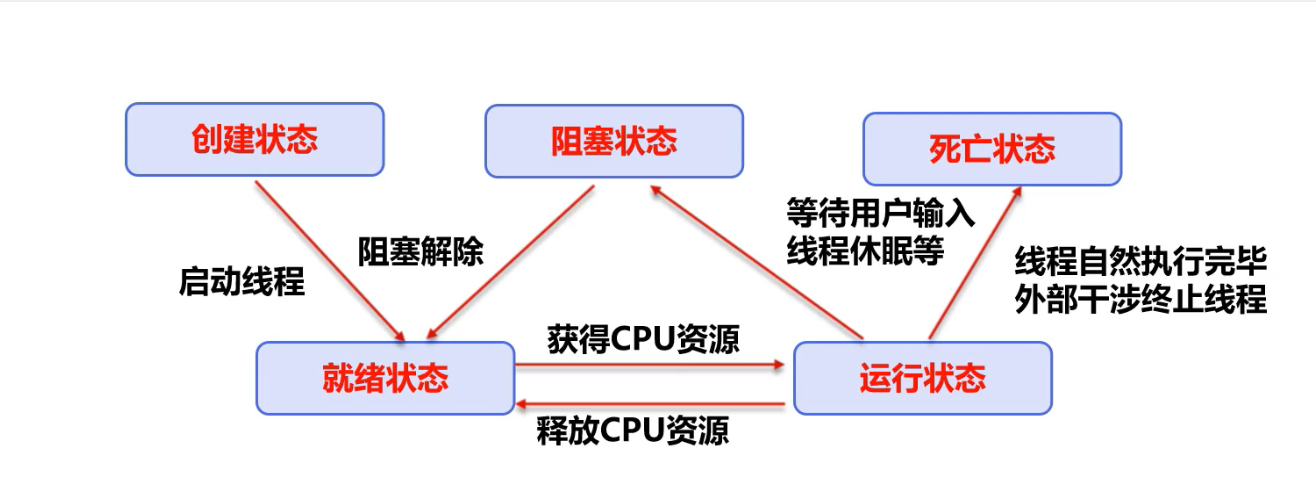 创建状态
阻塞状态
死亡状态
等待用户输入
线程休眠等
阻塞解除
启动线程
线程自然执行完毕
外部干涉终止线程
获得CPU资源
就绪状态
运行状态
释放CPU资源